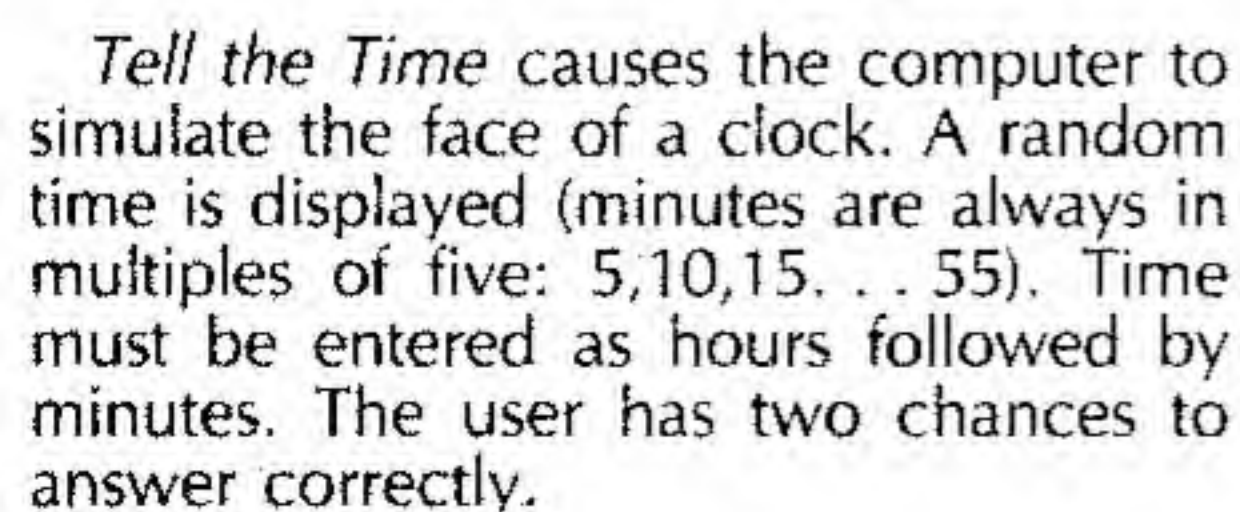 Tell the Time causes the computer to
simulate the face of a clock. A random
time is displayed (minutes are always in
multiples of five: 5,10,15. . . 55). Time
must be entered as hours followed by
minutes. The user has two chances to
answer correctly.